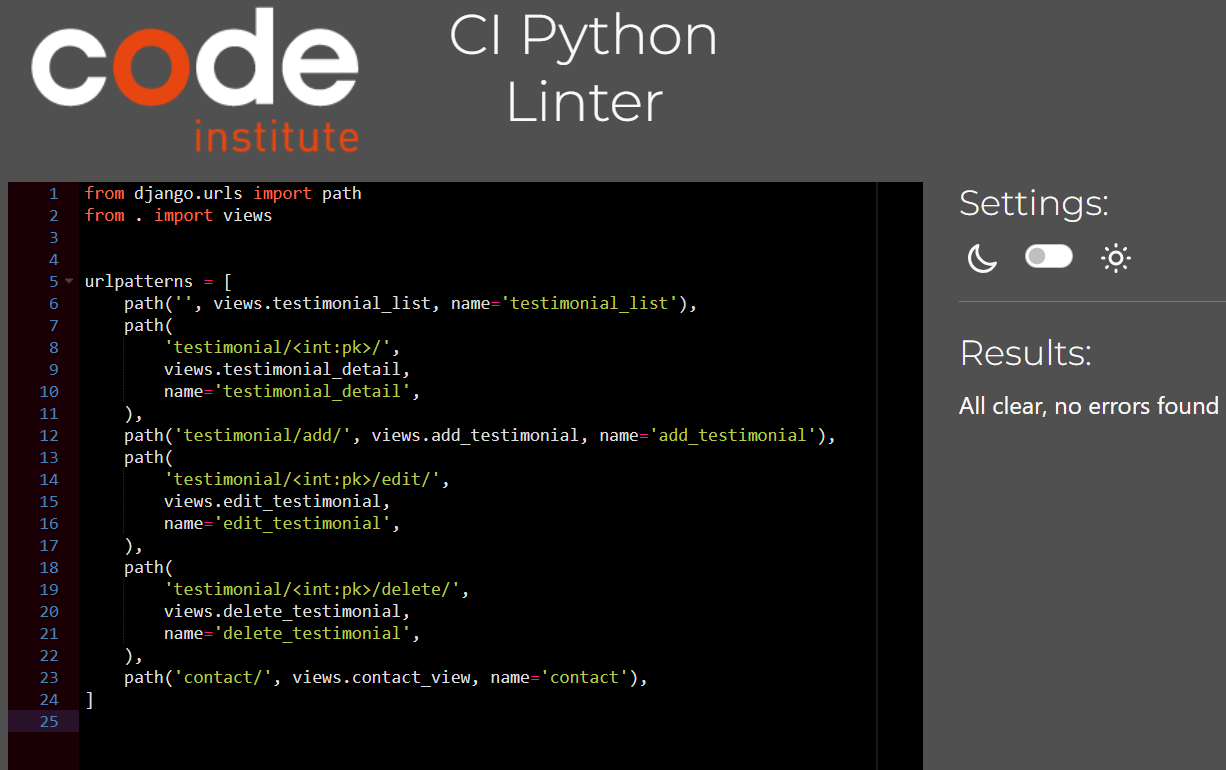 code
institute
CI Python
Linter
1 from django.urls import path
2 from . import views
3
4
5 urlpatterns = [
6     path('', views.testimonial_list, name='testimonial_list'),
7     path(
8         'testimonial/<int:pk>/',
9         views.testimonial_detail,
10         name='testimonial_detail',
11     ),
12     path('testimonial/add/', views.add_testimonial, name='add_testimonial'),
13     path(
14         'testimonial/<int:pk>/edit/',
15         views.edit_testimonial,
16         name='edit_testimonial',
17     ),
18     path(
19         'testimonial/<int:pk>/delete/',
20         views.delete_testimonial,
21         name='delete_testimonial',
22     ),
23     path('contact/', views.contact_view, name='contact'),
24 ]
25
Settings:
Results:
All clear, no errors found